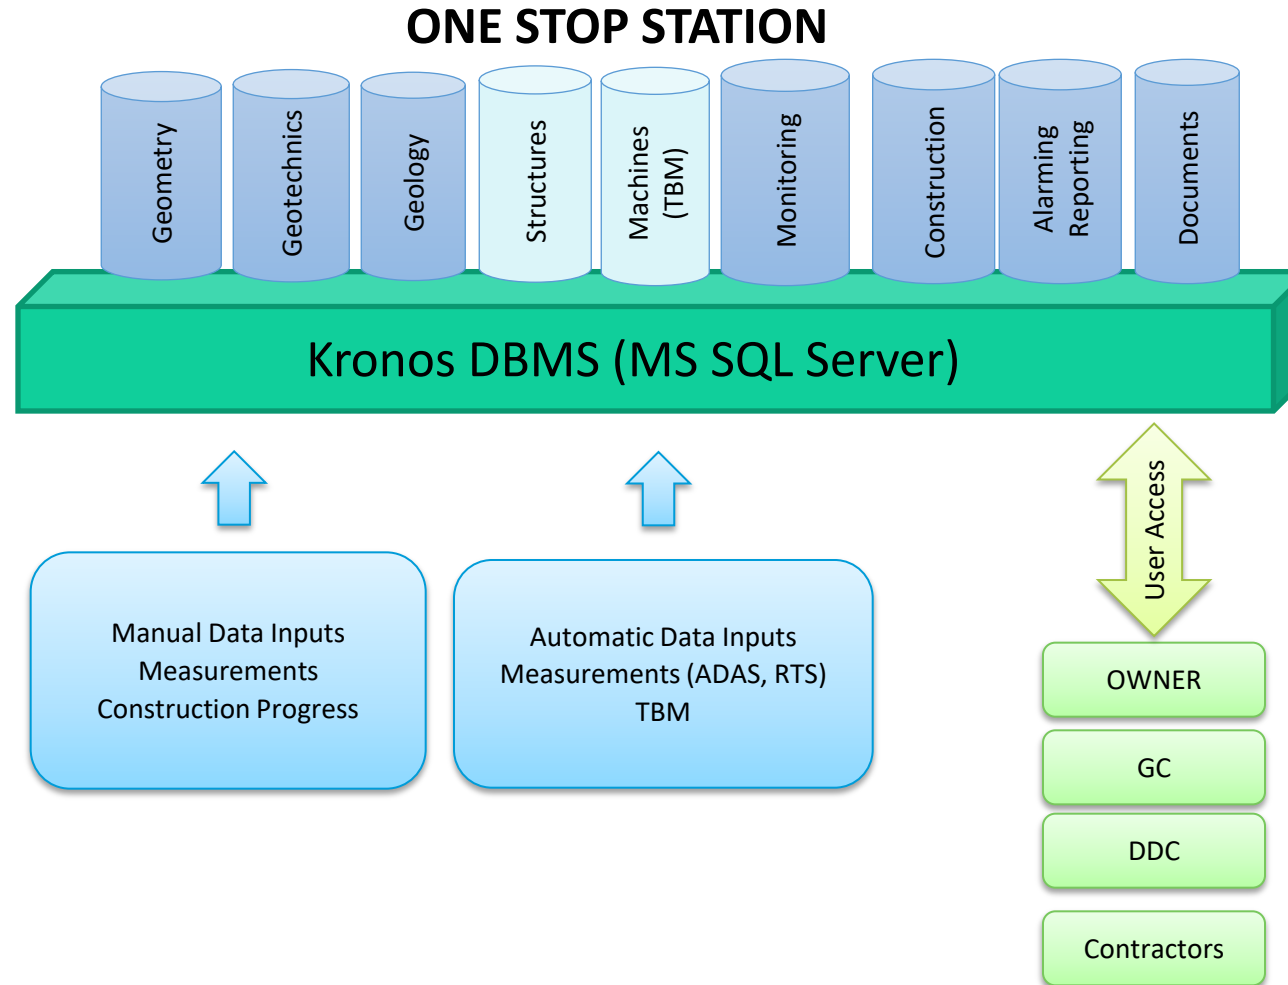 ONE STOP STATION
Geometry
Geotechnics
Geology
Structures
Machines
(TBM)
Monitoring
Construction
Alarming
Reporting
Documents
Kronos DBMS (MS SQL Server)
User Access
Manual Data Inputs
Measurements
Construction Progress
Automatic Data Inputs
Measurements (ADAS, RTS)
TBM
OWNER
GC
DDC
Contractors